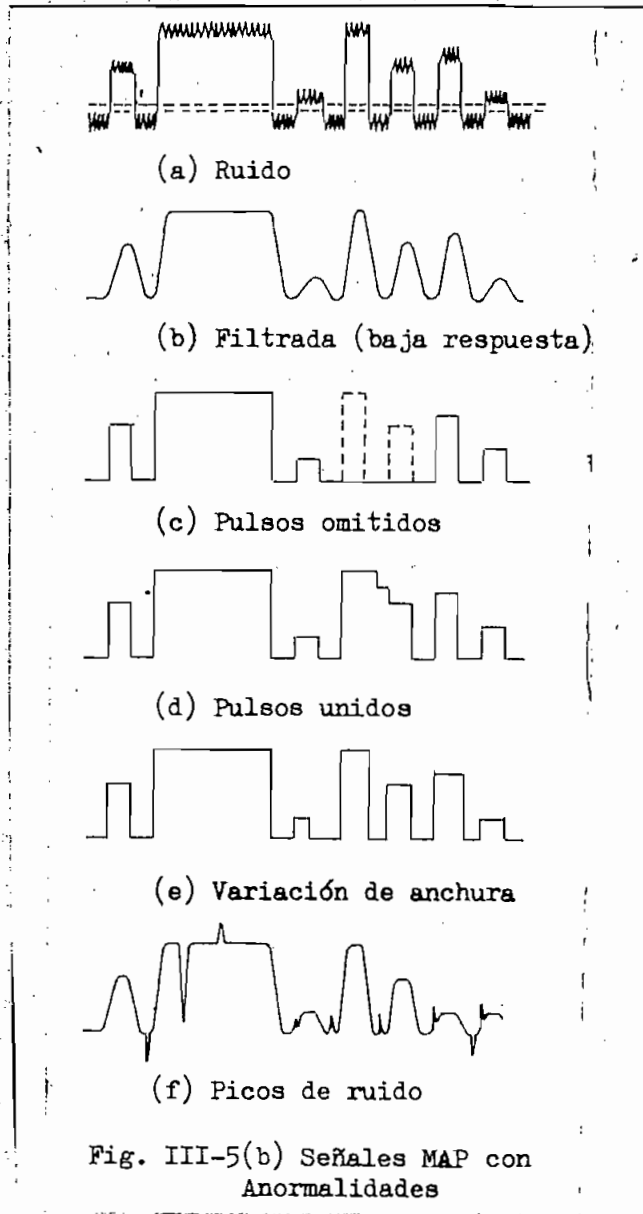 (a) Ruido
(b) Filtrada (baja respuesta)
(c) Pulsos omitidos
(d) Pulsos unidos
(e) Variación de anchura
(f) Picos de ruido
Fig. III-5(b) Señales MAP con
Anormalidades